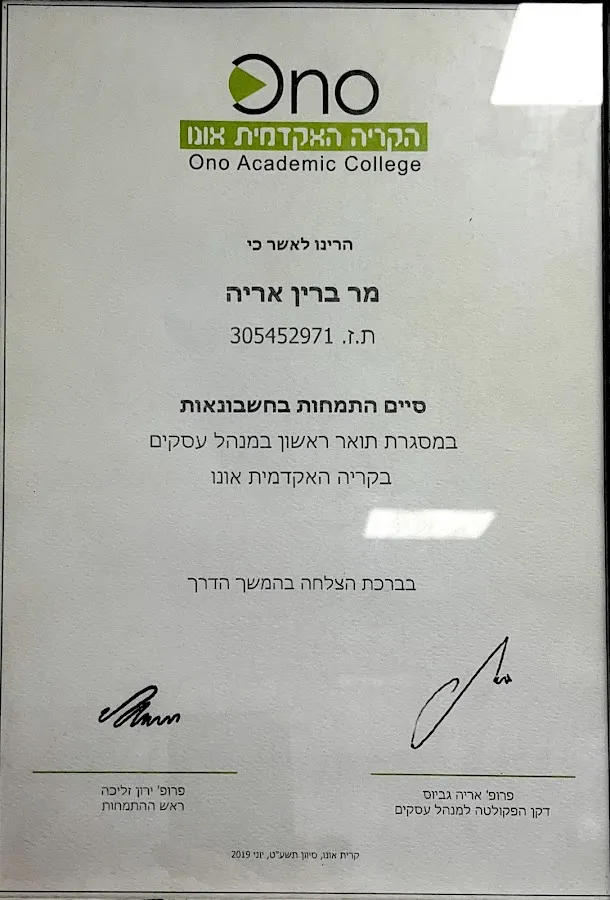 Ono
הקריה האקדמית אונו
Ono Academic College
הרינו לאשר כי
מר ברין אריה
ת.ז. 305452971
סיים התמחות בחשבונאות
במסגרת תואר ראשון במנהל עסקים
בקריה האקדמית אונו
בברכת הצלחה בהמשך הדרך
פרופ' ירון זליכה
ראש ההתמחות
פרופ' אריה גביוס
דקן הפקולטה למנהל עסקים
קרית אונו, סיוון תשע"ט, יוני 2019